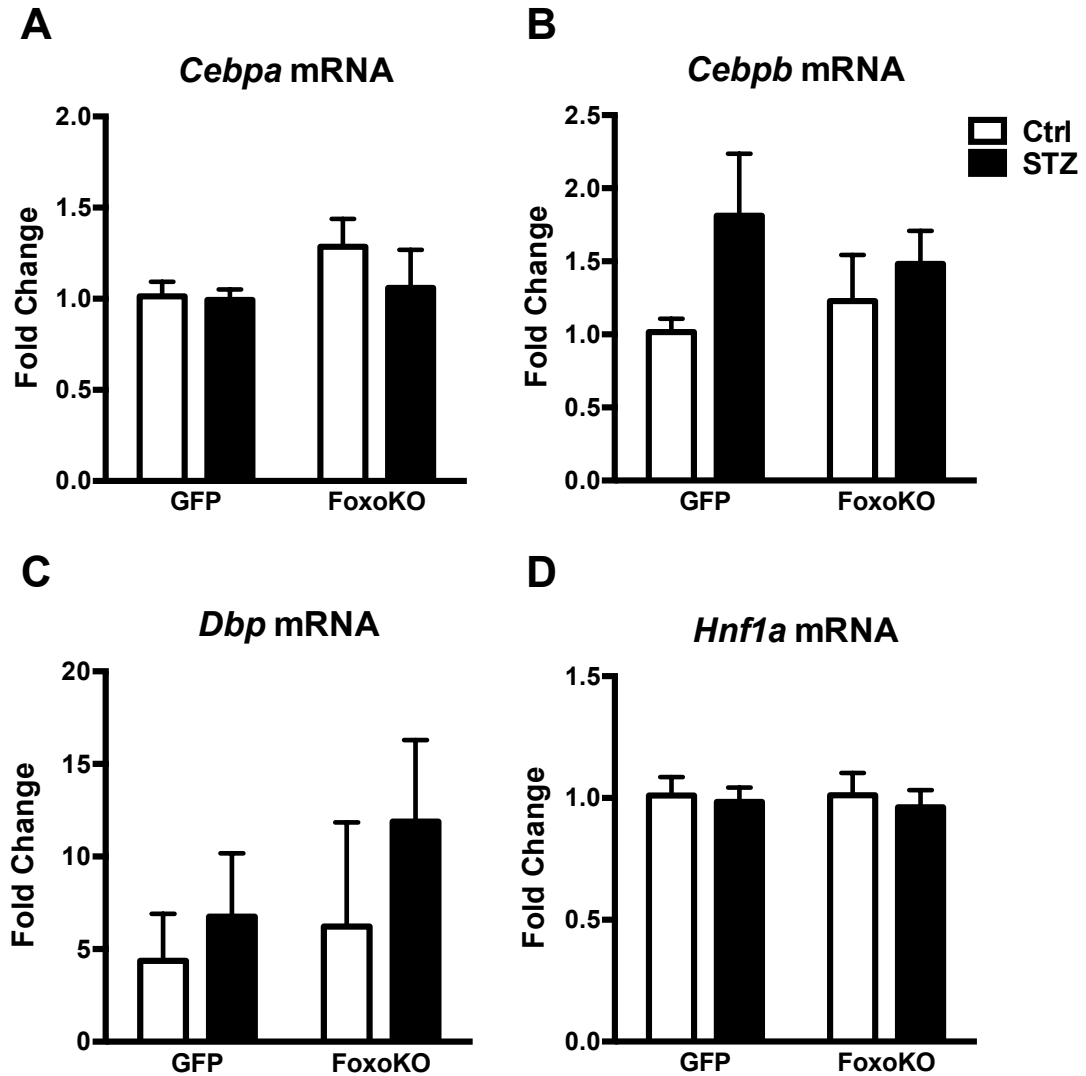 A
Cebpa mRNA
Fold Change
2.0
1.5
1.0
0.5
0.0
GFP
FoxoKO
B
Cebpb mRNA
Fold Change
2.5
2.0
1.5
1.0
0.5
0.0
GFP
FoxoKO
Ctrl
STZ
C
Dbp mRNA
Fold Change
20
15
10
5
0
GFP
FoxoKO
D
Hnf1a mRNA
Fold Change
1.5
1.0
0.5
0.0
GFP
FoxoKO